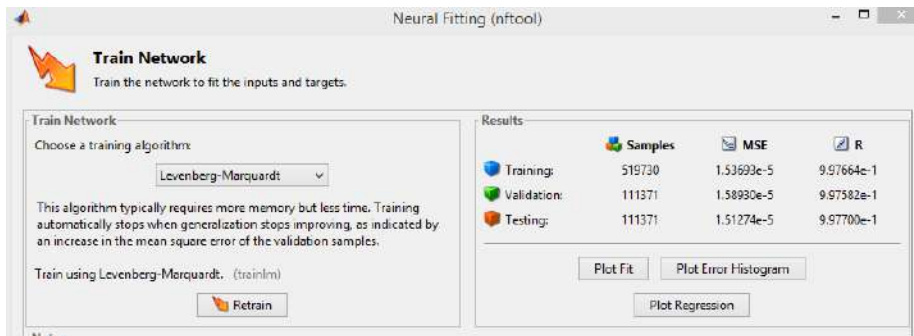 Neural Fitting (nftool)
Train Network
Train the network to fit the inputs and targets.
Train Network
Choose a training algorithm:
Levenberg-Marquardt
This algorithm typically requires more memory but less time. Training
automatically stops when generalization stops improving, as indicated by
an increase in the mean square error of the validation samples.
Train using Levenberg-Marquardt. (trainlm)
Retrain
Results
Samples MSE R
Training: 519730 1.53693e-5 9.97664e-1
Validation: 111371 1.58930e-5 9.97582e-1
Testing: 111371 1.51274e-5 9.97700e-1
Plot Fit Plot Error Histogram
Plot Regression